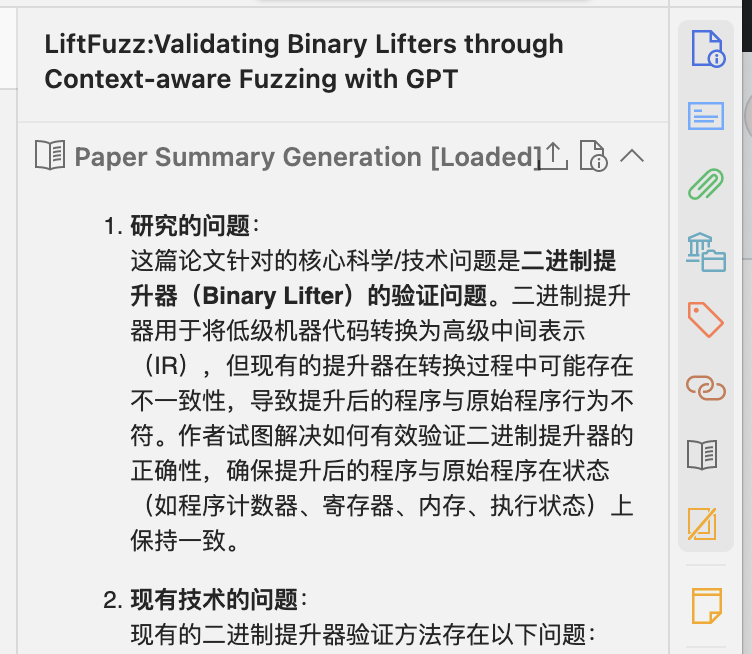 LiftFuzz:Validating Binary Lifters through
Context-aware Fuzzing with GPT
Paper Summary Generation [Loaded]
1. 研究的问题：
这篇论文针对的核心科学/技术问题是二进制提
升器（Binary Lifter）的验证问题。二进制提升
器用于将低级机器代码转换为高级中间表示
（IR），但现有的提升器在转换过程中可能存在
不一致性，导致提升后的程序与原始程序行为不
符。作者试图解决如何有效验证二进制提升器的
正确性，确保提升后的程序与原始程序在状态
（如程序计数器、寄存器、内存、执行状态）上
保持一致。
2. 现有技术的问题：
现有的二进制提升器验证方法存在以下问题：